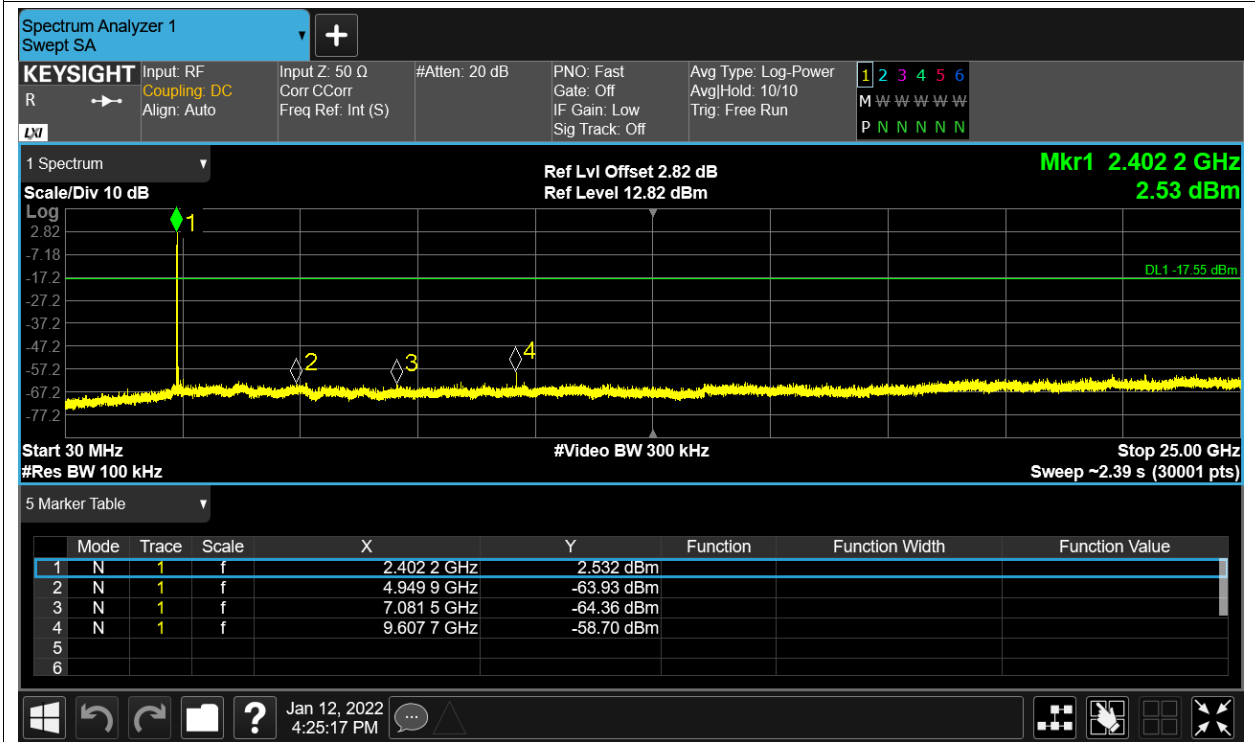 Spectrum Analyzer 1
Swept SA
+
KEYSIGHT
R
LXI
Input: RF
Coupling: DC
Align: Auto
Input Z: 50 Ω
Corr CCorr
Freq Ref: Int (S)
#Atten: 20 dB
PNO: Fast
Gate: Off
IF Gain: Low
Sig Track: Off
Avg Type: Log-Power
Avg|Hold: 10/10
Trig: Free Run
1 2 3 4 5 6
M W W W W W
P N N N N N
1 Spectrum
Scale/Div 10 dB
Ref Lvl Offset 2.82 dB
Ref Level 12.82 dBm
Mkr1 2.402 2 GHz
2.53 dBm
Log
2.82
-7.18
-17.2
-27.2
-37.2
-47.2
-57.2
-67.2
-77.2
1
2
3
4
DL1 -17.55 dBm
Start 30 MHz
#Res BW 100 kHz
#Video BW 300 kHz
Stop 25.00 GHz
Sweep ~2.39 s (30001 pts)
5 Marker Table
Mode Trace Scale X Y Function Function Width Function Value
1 N 1 f 2.402 2 GHz 2.532 dBm
2 N 1 f 4.949 9 GHz -63.93 dBm
3 N 1 f 7.081 5 GHz -64.36 dBm
4 N 1 f 9.607 7 GHz -58.70 dBm
5
6
?
Jan 12, 2022
4:25:17 PM